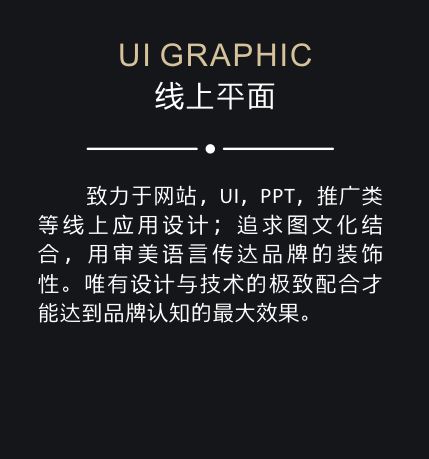 UI GRAPHIC
线上平面
致力于网站，UI，PPT，推广类
等线上应用设计；追求图文化结
合，用审美语言传达品牌的装饰
性。唯有设计与技术的极致配合才
能达到品牌认知的最大效果。